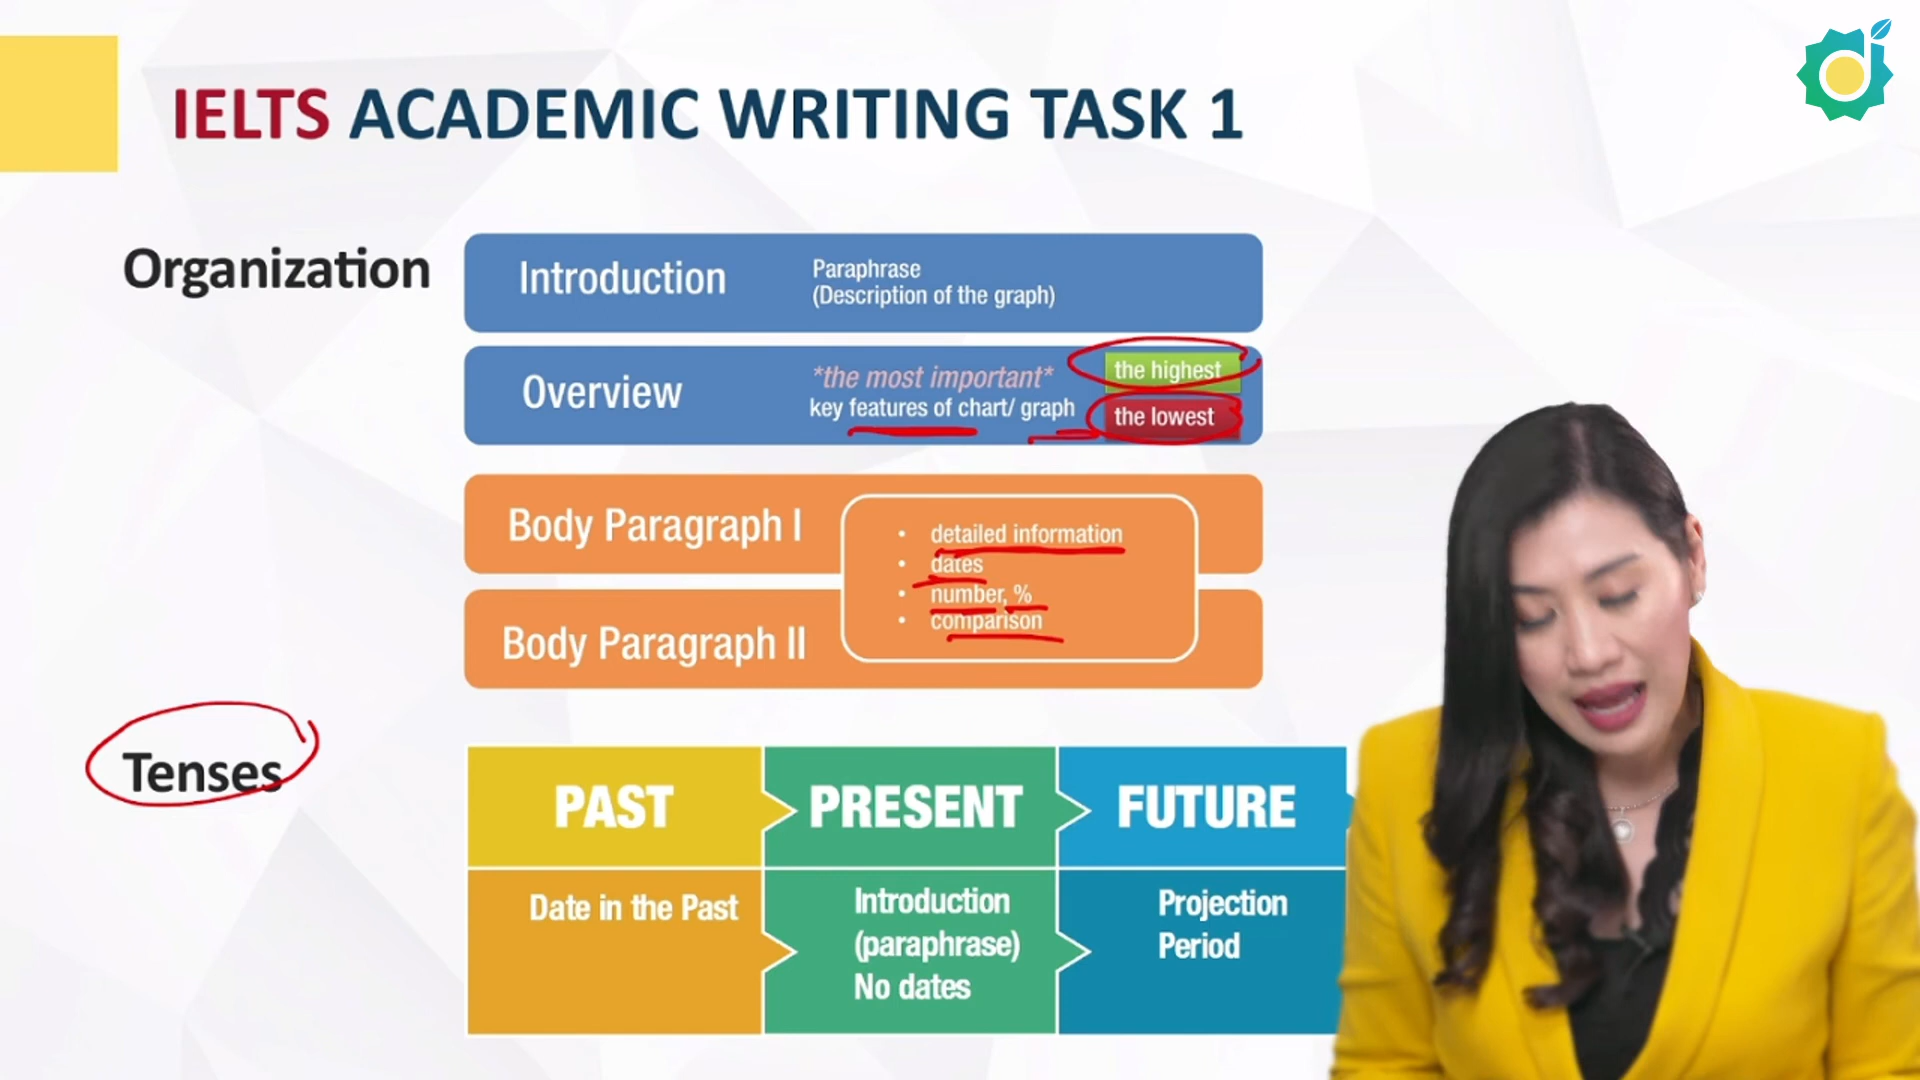 IELTS ACADEMIC WRITING TASK 1
Organization
Introduction
Paraphrase
(Description of the graph)
Overview
*the most important*
key features of chart/ graph
the highest
the lowest
Body Paragraph I
• detailed information
• dates
• number, %
• comparison
Body Paragraph II
Tenses
PAST
PRESENT
FUTURE
Date in the Past
Introduction
(paraphrase)
No dates
Projection
Period